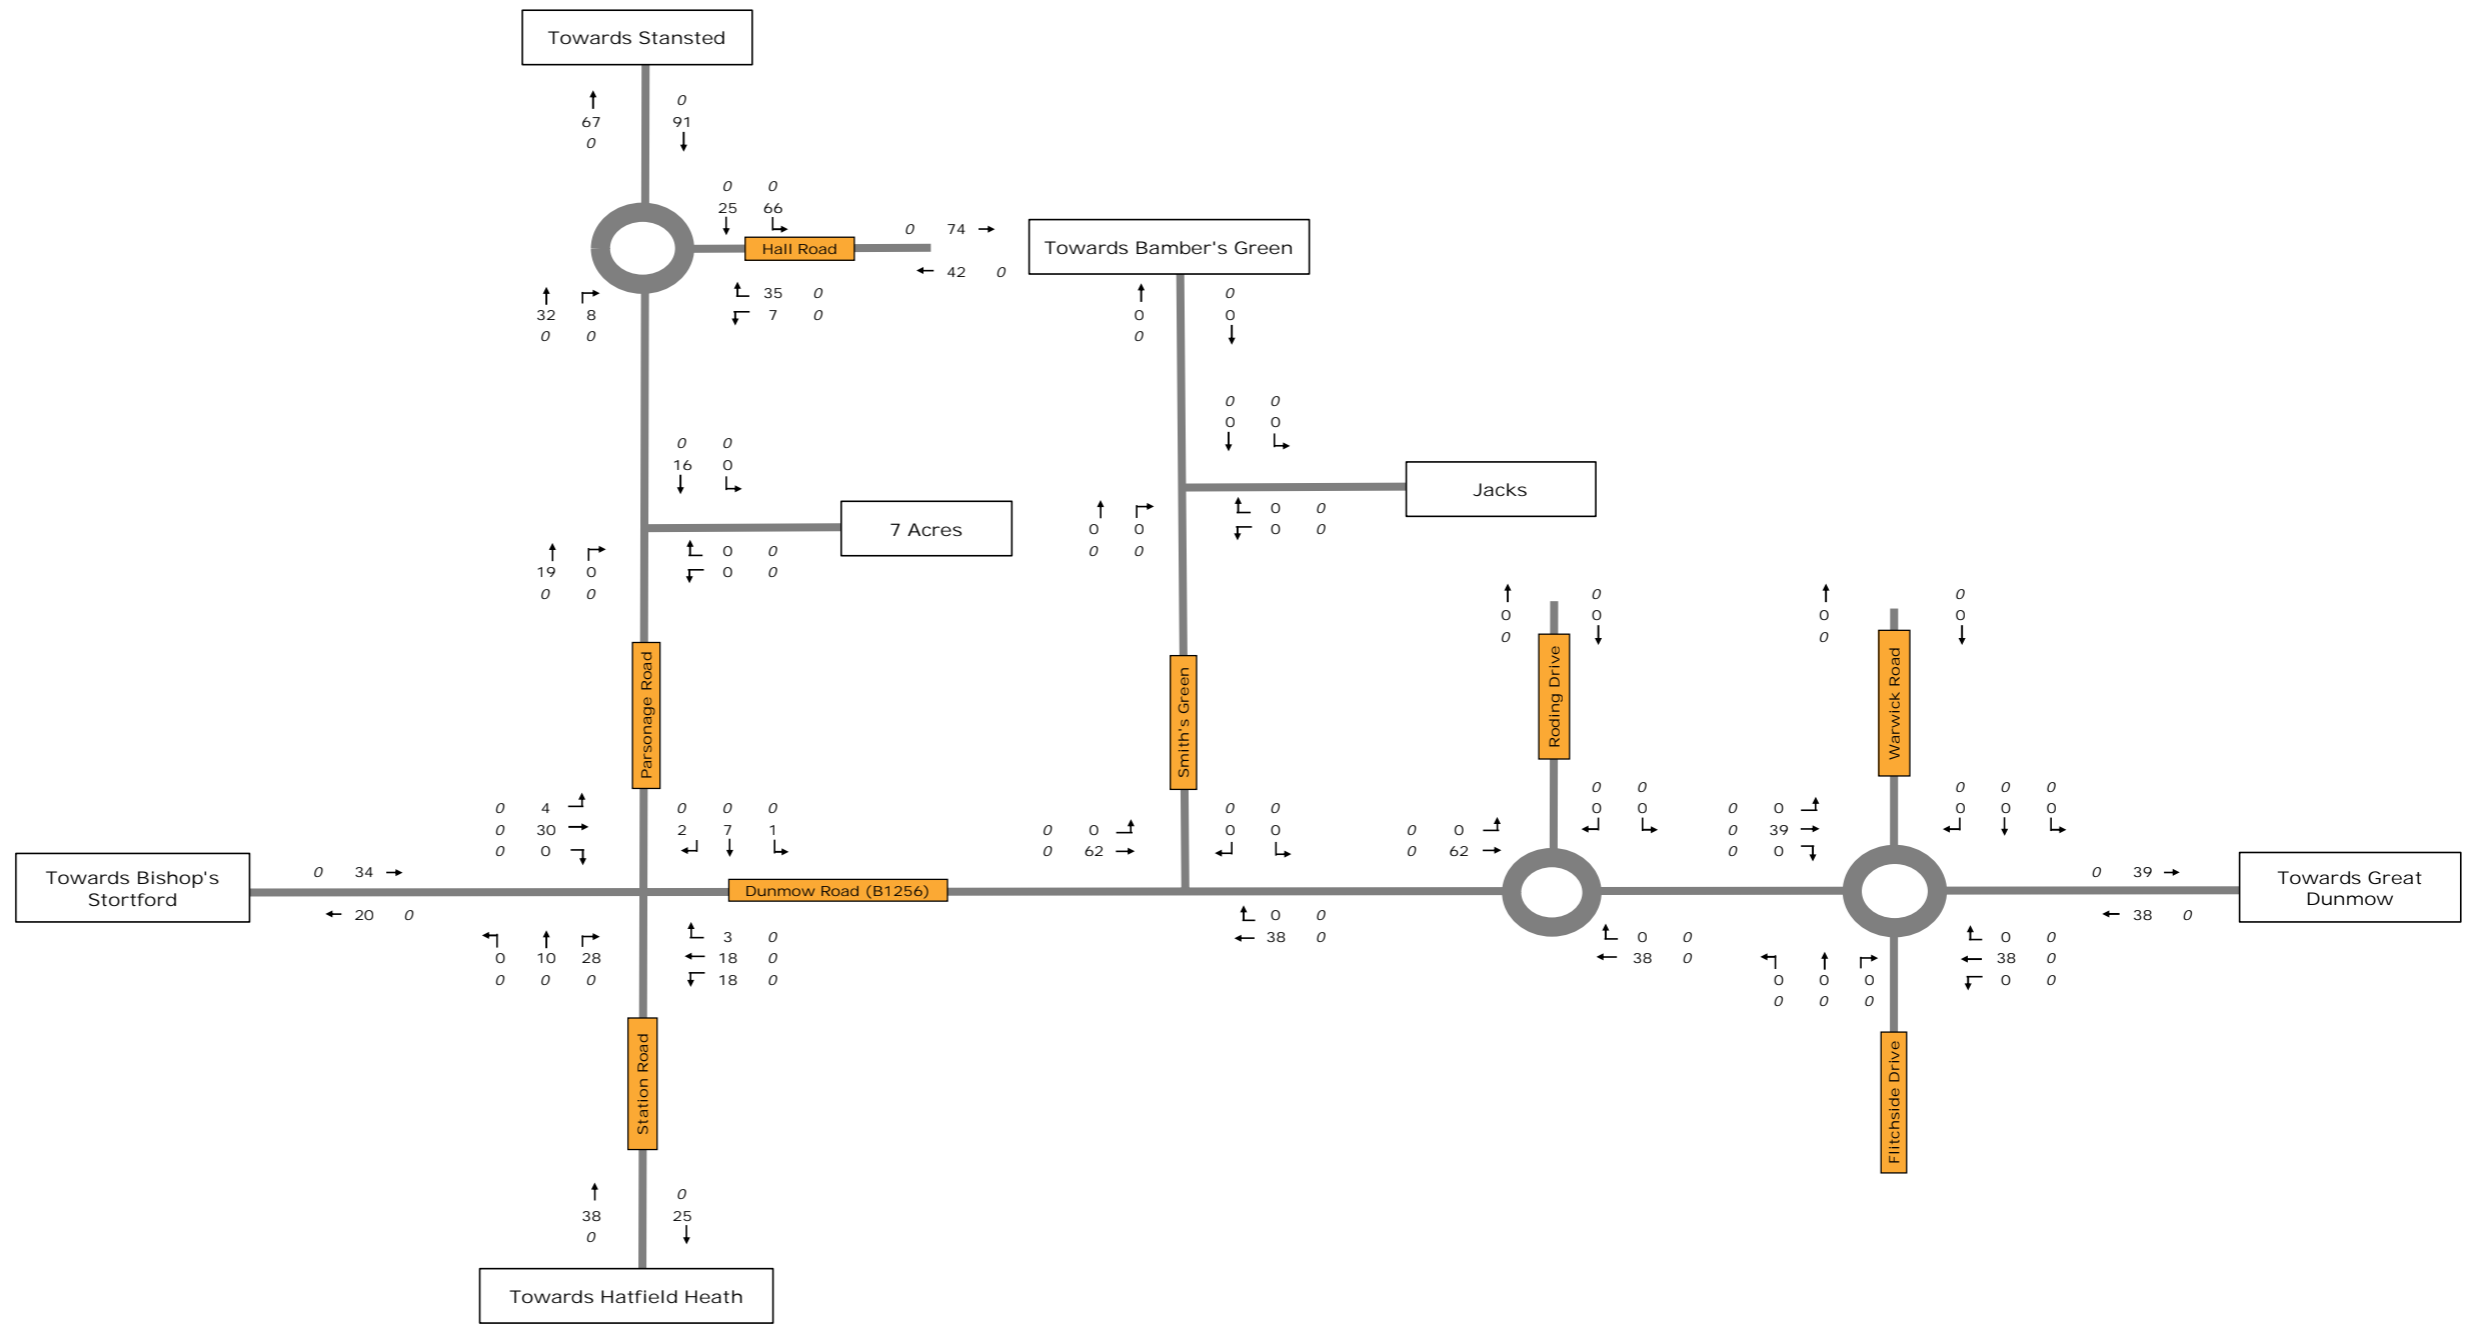 Towards Stansted
0
67 91
0
0 0
25 66
0 74
Hall Road
Towards Bamber's Green
42 0
35 0
32 8 7 0
0 0
0
0 0
0
0 0
0 0
0 0
16 0
Jacks
0 0
0 0 0 0
0 0
7 Acres
0 0
19 0 0 0
0 0
0 0
0 0 0 0
0 0
Parsonage Road
Smith's Green
Roding Drive
Warwick Road
0 4 0 0 0
0 30 2 7 1
0 0
0 0 0 0
0 62 0 0
0 0 0 0
0 62 0 0
0 0 0 0 0
0 39 0 0 0
0 0
Towards Bishop's
Stortford
0 34
20 0
Dunmow Road (B1256)
0 39
38 0
Towards Great
Dunmow
3 0
0 10 28 18 0
0 0 0 18 0
0 0
38 0
0 0
38 0
0 0
38 0
0 0 0 0 0
0 0 0
Station Road
Flitchside Drive
0
38 25
0
Towards Hatfield Heath